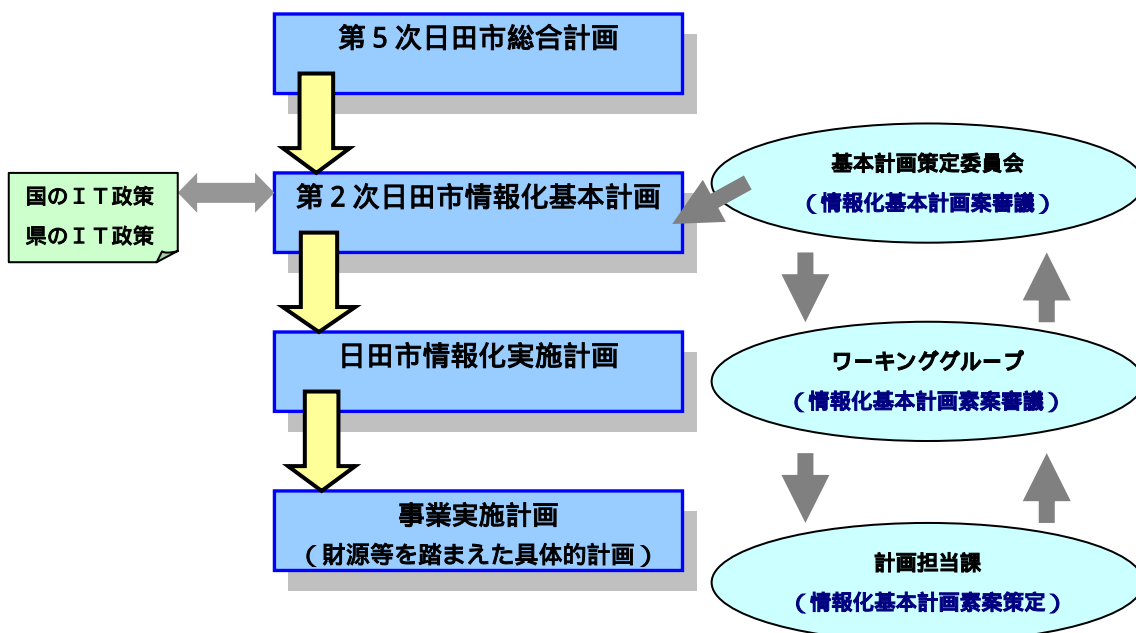 第５次日田市総合計画
国のＩＴ政策
県のＩＴ政策
第２次日田市情報化基本計画
基本計画策定委員会
（情報化基本計画案審議）
日田市情報化実施計画
ワーキンググループ
（情報化基本計画素案審議）
事業実施計画
（財源等を踏まえた具体的計画）
計画担当課
（情報化基本計画素案策定）